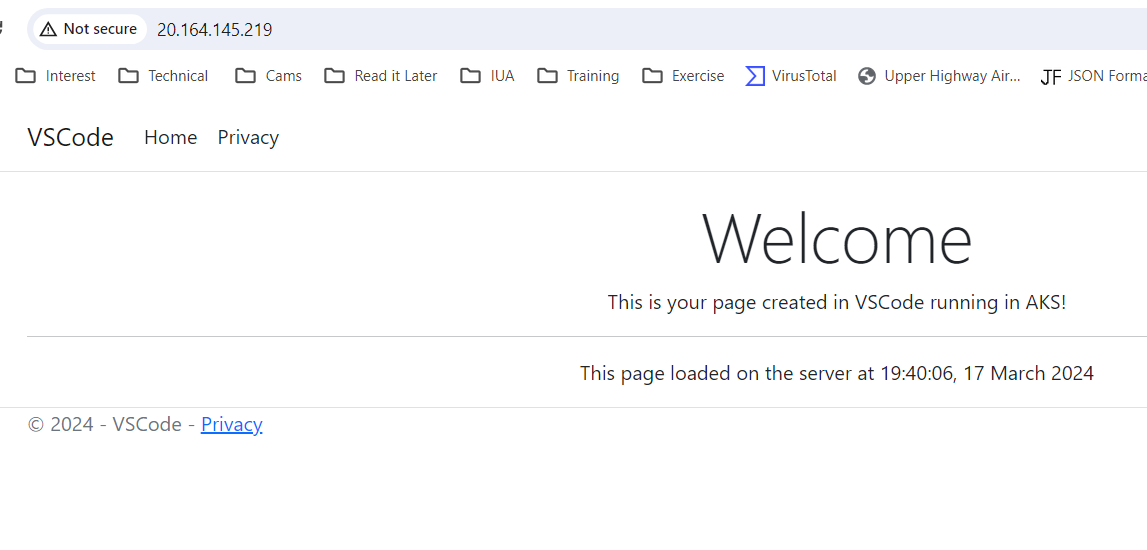 Not secure 20.164.145.219
Interest Technical Cams Read it Later IUA Training Exercise VirusTotal Upper Highway Air... JSON Forma
VSCode Home Privacy
Welcome
This is your page created in VSCode running in AKS!
This page loaded on the server at 19:40:06, 17 March 2024
© 2024 - VSCode - Privacy